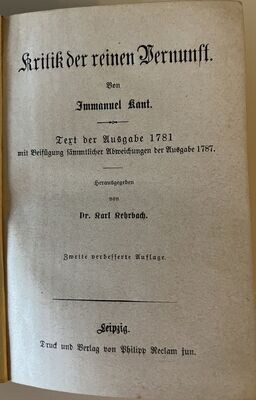 Kritik der reinen Vernunft.
Von
Immanuel Kant.
Text der Ausgabe 1781
mit Beifügung sämmtlicher Abweichungen der Ausgabe 1787.
Herausgegeben
von
Dr. Karl Kehrbach.
Zweite verbesserte Auflage.
Leipzig.
Druck und Verlag von Philipp Reclam jun.